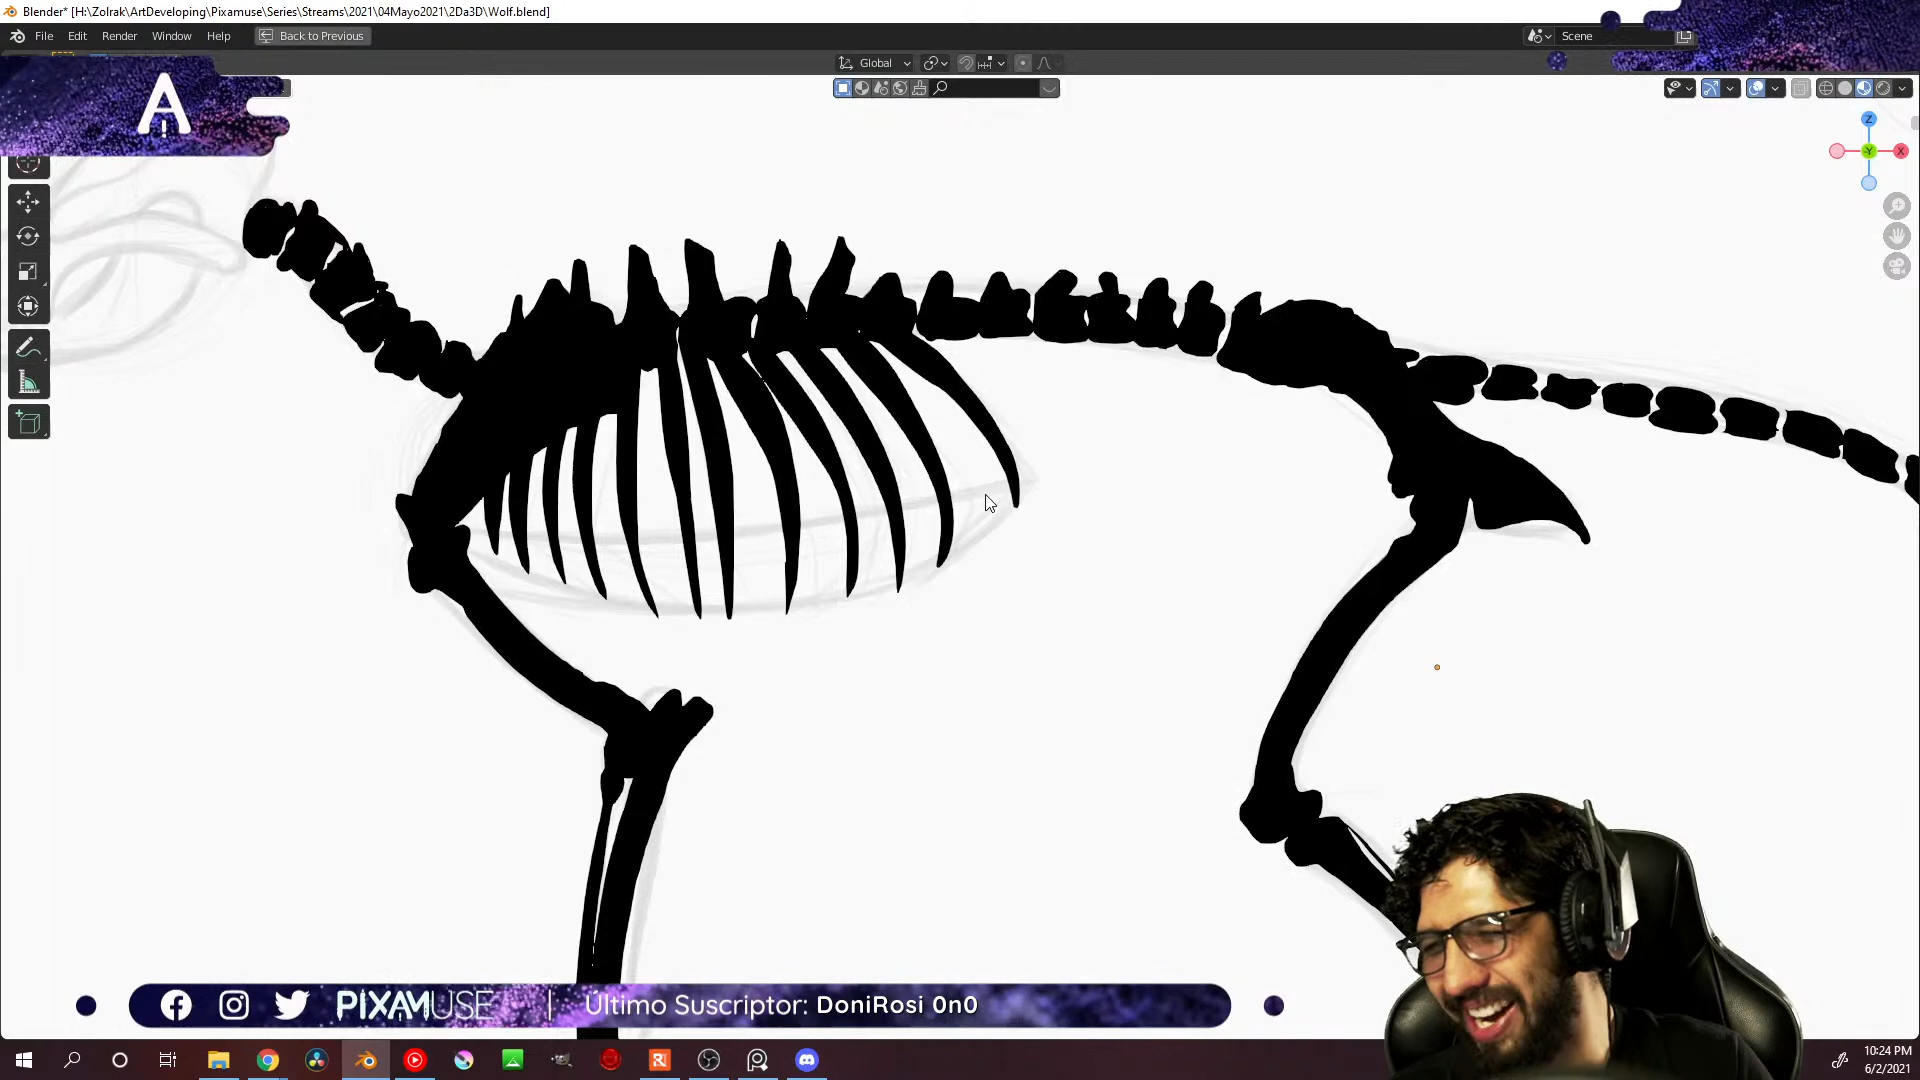 Blender* [H:\Zolrak\ArtDeveloping\Pixamuse\Series\Streams\2021\04Mayo2021\2Da3D\Wolf.blend]
File Edit Render Window Help Back to Previous Scene
Global
A
Z
-Y X
PIXAMUSE | Último Suscriptor: DoniRosi 0n0
10:24 PM
6/2/2021